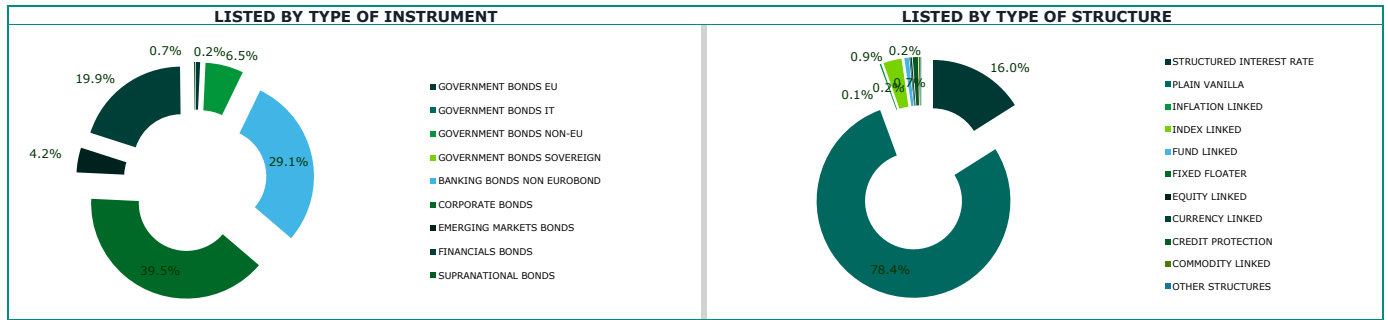 LISTED BY TYPE OF INSTRUMENT
0.7%
0.2%
6.5%
19.9%
4.2%
29.1%
39.5%
GOVERNMENT BONDS EU
GOVERNMENT BONDS IT
GOVERNMENT BONDS NON-EU
GOVERNMENT BONDS SOVEREIGN
BANKING BONDS NON EUROBOND
CORPORATE BONDS
EMERGING MARKETS BONDS
FINANCIALS BONDS
SUPRANATIONAL BONDS
LISTED BY TYPE OF STRUCTURE
0.2%
0.9%
16.0%
0.7%
0.2%
0.1%
78.4%
STRUCTURED INTEREST RATE
PLAIN VANILLA
INFLATION LINKED
INDEX LINKED
FUND LINKED
FIXED FLOATER
EQUITY LINKED
CURRENCY LINKED
CREDIT PROTECTION
COMMODITY LINKED
OTHER STRUCTURES